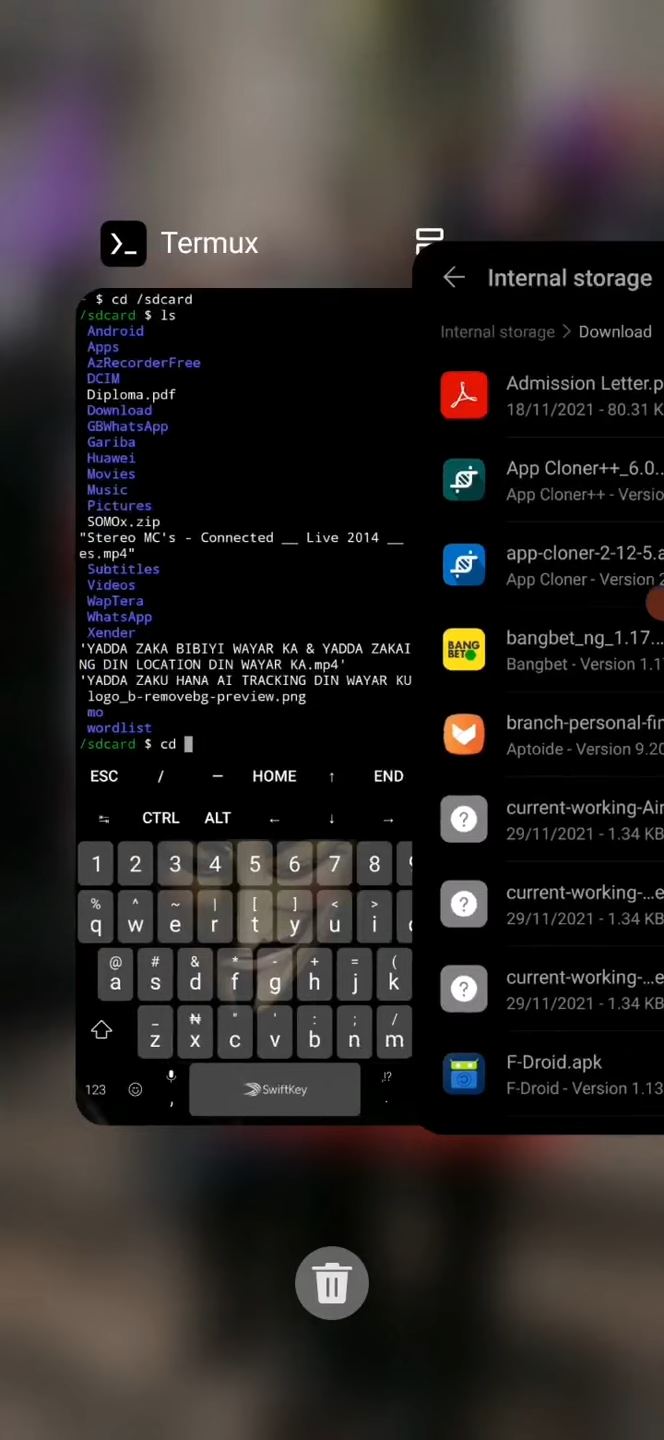 Termux
~ $ cd /sdcard
/sdcard $ ls
Android
Apps
AzRecorderFree
DCIM
Diploma.pdf
Download
GBWhatsApp
Gariba
Huawei
Movies
Music
Pictures
SOMOx.zip
"Stereo MC's - Connected __ Live 2014 __
es.mp4"
Subtitles
Videos
WapTera
WhatsApp
Xender
'YADDA ZAKA BIBIYI WAYAR KA & YADDA ZAKAI
NG DIN LOCATION DIN WAYAR KA.mp4'
'YADDA ZAKU HANA AI TRACKING DIN WAYAR KU
logo_b-removebg-preview.png
mo
wordlist
/sdcard $ cd
ESC / — HOME ↑ END
⇆ CTRL ALT ← ↓ →
1 2 3 4 5 6 7 8
% ^ ~ | [ ] < >
q w e r t y u i
@ # & * - + = (
a s d f g h j k
_ ₦ " ' : ; /
z x c v b n m
123 , SwiftKey ,!? .
Internal storage
Internal storage > Download
Admission Letter.p
18/11/2021 - 80.31 K
App Cloner++_6.0...
App Cloner++ - Versio
app-cloner-2-12-5.a
App Cloner - Version 2
BANG BET
bangbet_ng_1.17...
Bangbet - Version 1.1
branch-personal-fin
Aptoide - Version 9.20
current-working-Air
29/11/2021 - 1.34 KB
current-working-...e
29/11/2021 - 1.34 KB
current-working-...e
29/11/2021 - 1.34 KB
F-Droid.apk
F-Droid - Version 1.13